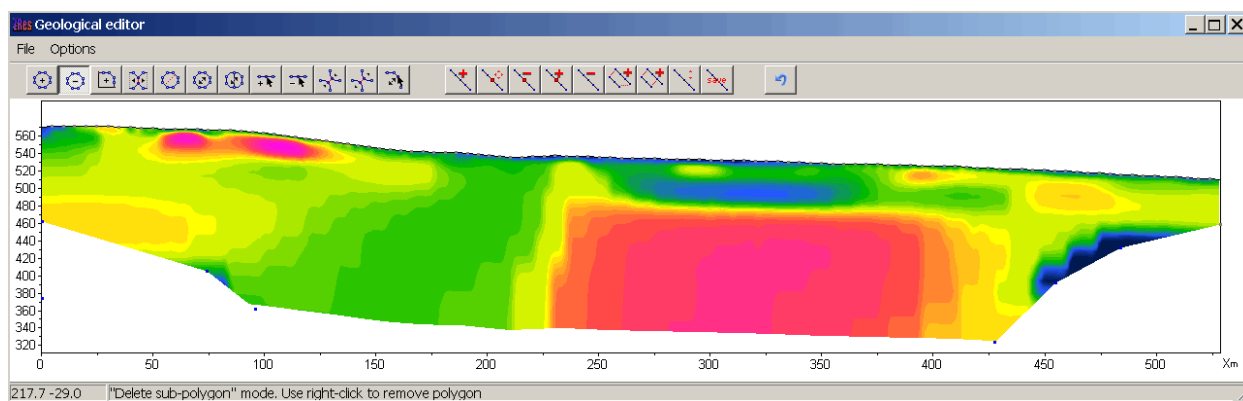 2Res Geological editor
File Options
save
560
540
520
500
480
460
440
420
400
380
360
340
320
0 50 100 150 200 250 300 350 400 450 500 Xm
217.7 -29.0 "Delete sub-polygon" mode. Use right-click to remove polygon